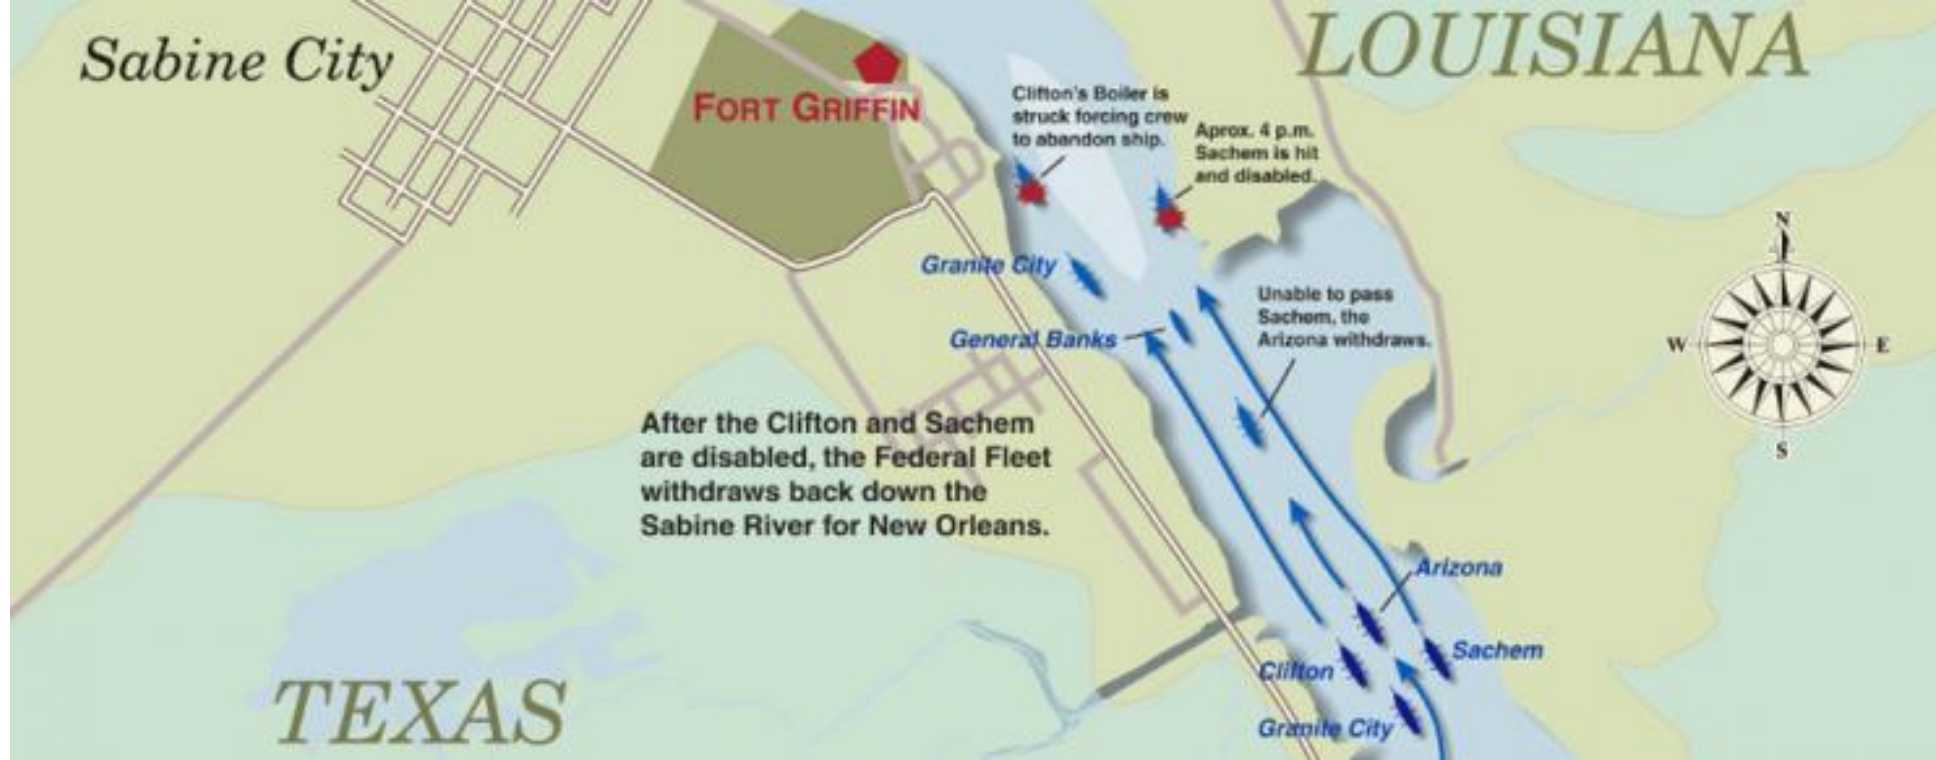 Sabine City
LOUISIANA
FORT GRIFFIN
Clifton's Boiler is
struck forcing crew
to abandon ship.
Aprox. 4 p.m.
Sachem is hit
and disabled.
N
W
E
S
Granite City
General Banks
Unable to pass
Sachem, the
Arizona withdraws.
After the Clifton and Sachem
are disabled, the Federal Fleet
withdraws back down the
Sabine River for New Orleans.
Arizona
Sachem
Clifton
Granite City
TEXAS